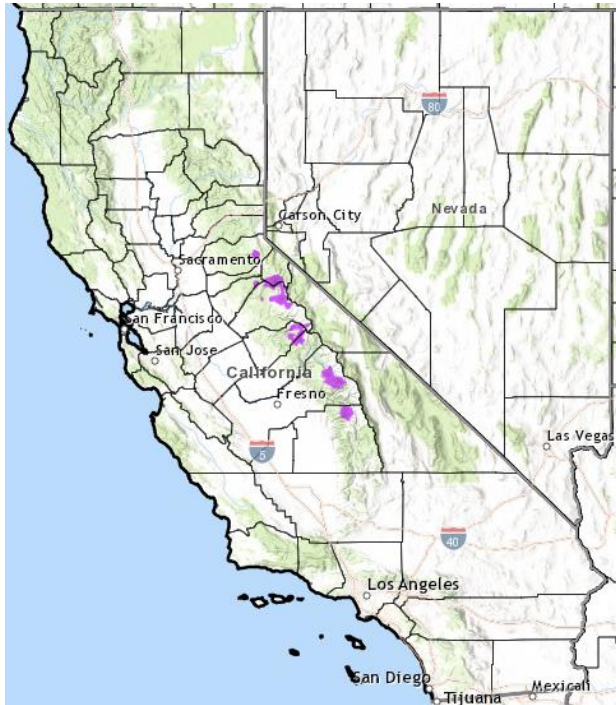 80
Carson City
Nevada
Sacramento
San Francisco
San Jose
California
Fresno
Las Vegas
5
40
Los Angeles
San Diego
Mexicali
Tijuana